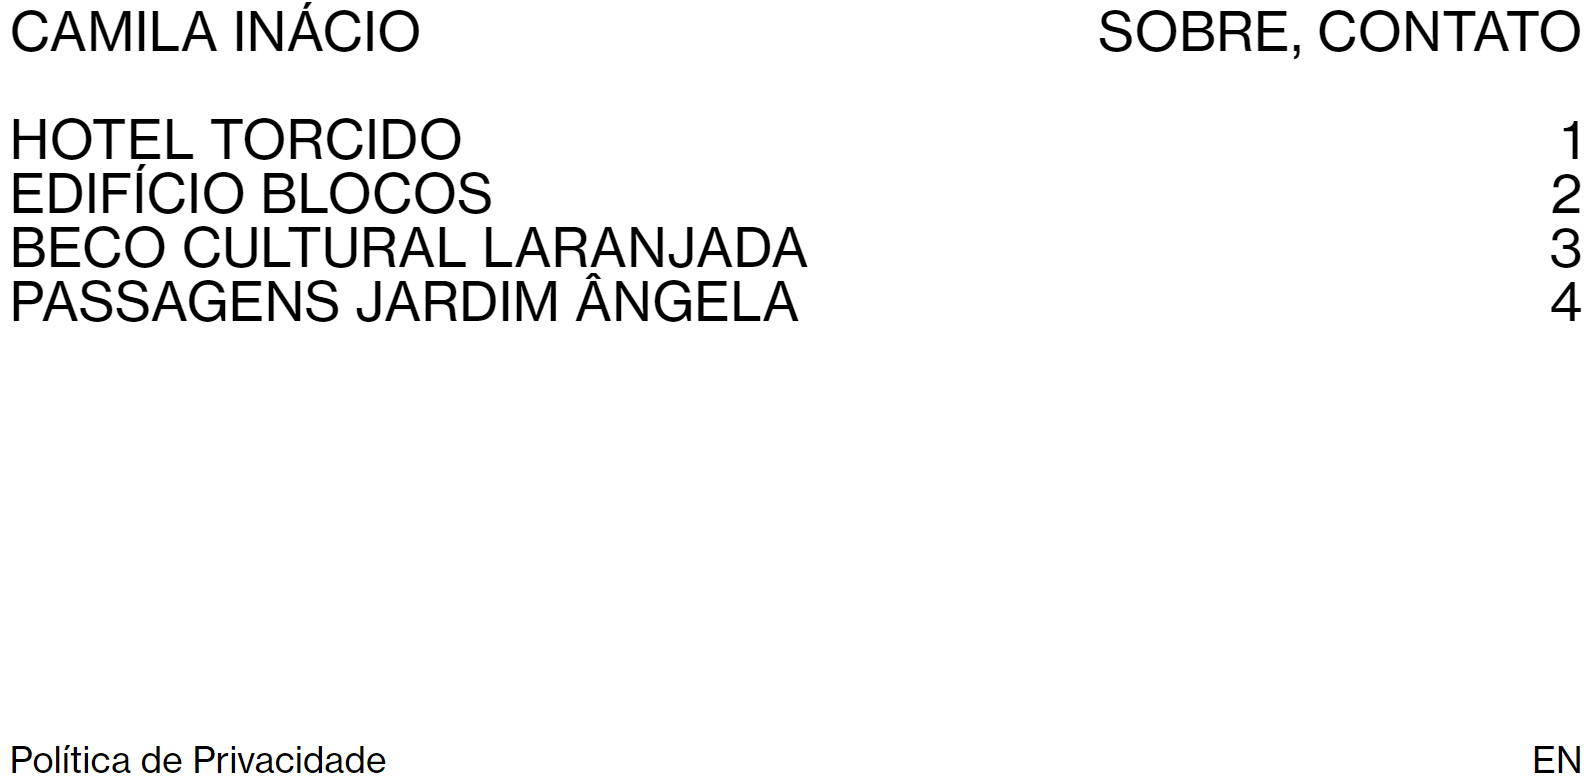 CAMILA INÁCIO SOBRE, CONTATO
HOTEL TORCIDO 1
EDIFÍCIO BLOCOS 2
BECO CULTURAL LARANJADA 3
PASSAGENS JARDIM ÂNGELA 4
Política de Privacidade EN